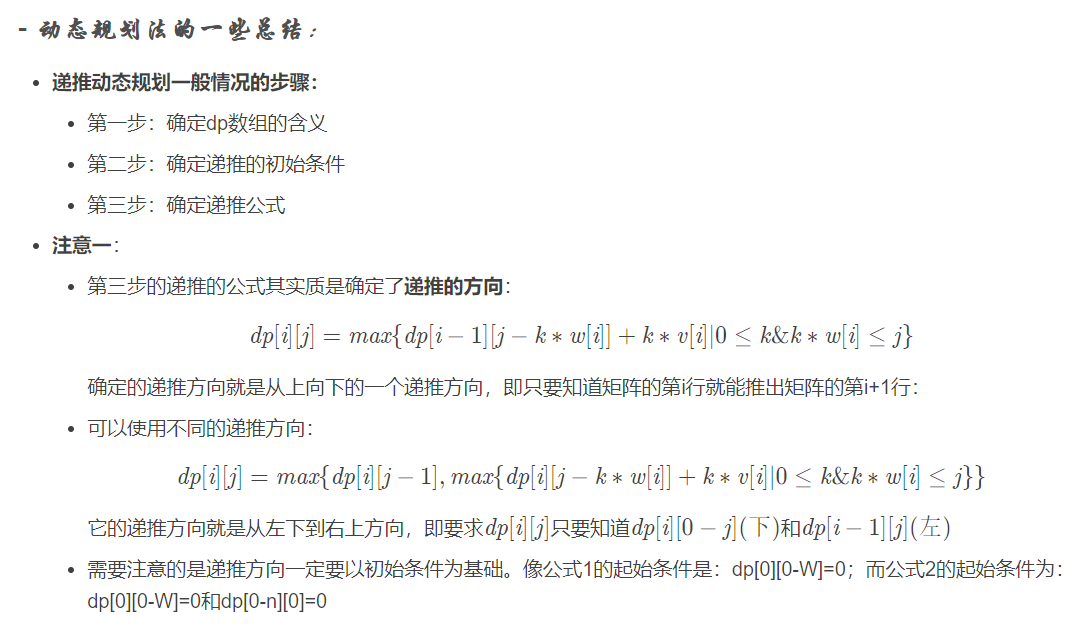 - 动态规划法的一些总结：
• 递推动态规划一般情况的步骤：
• 第一步：确定dp数组的含义
• 第二步：确定递推的初始条件
• 第三步：确定递推公式
• 注意一：
• 第三步的递推的公式其实质是确定了递推的方向：
dp[i][j] = max{dp[i − 1][j − k ∗ w[i]] + k ∗ v[i]|0 ≤ k&k ∗ w[i] ≤ j}
确定的递推方向就是从上向下的一个递推方向，即只要知道矩阵的第i行就能推出矩阵的第i+1行：
• 可以使用不同的递推方向：
dp[i][j] = max{dp[i][j − 1], max{dp[i][j − k ∗ w[i]] + k ∗ v[i]|0 ≤ k&k ∗ w[i] ≤ j}}
它的递推方向就是从左下到右上方向，即要求dp[i][j]只要知道dp[i][0 − j](下)和dp[i − 1][j](左)
• 需要注意的是递推方向一定要以初始条件为基础。像公式1的起始条件是：dp[0][0-W]=0；而公式2的起始条件为：
dp[0][0-W]=0和dp[0-n][0]=0